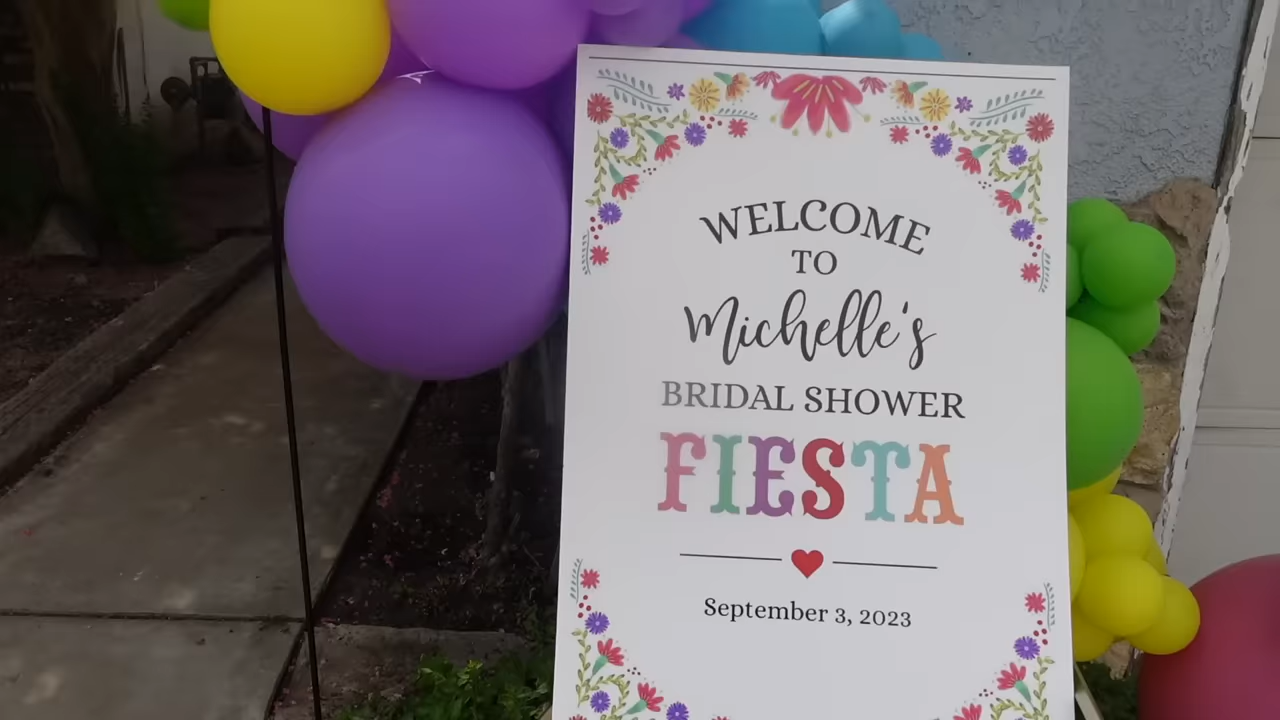 WELCOME
TO
Michelle's
BRIDAL SHOWER
FIESTA
September 3, 2023